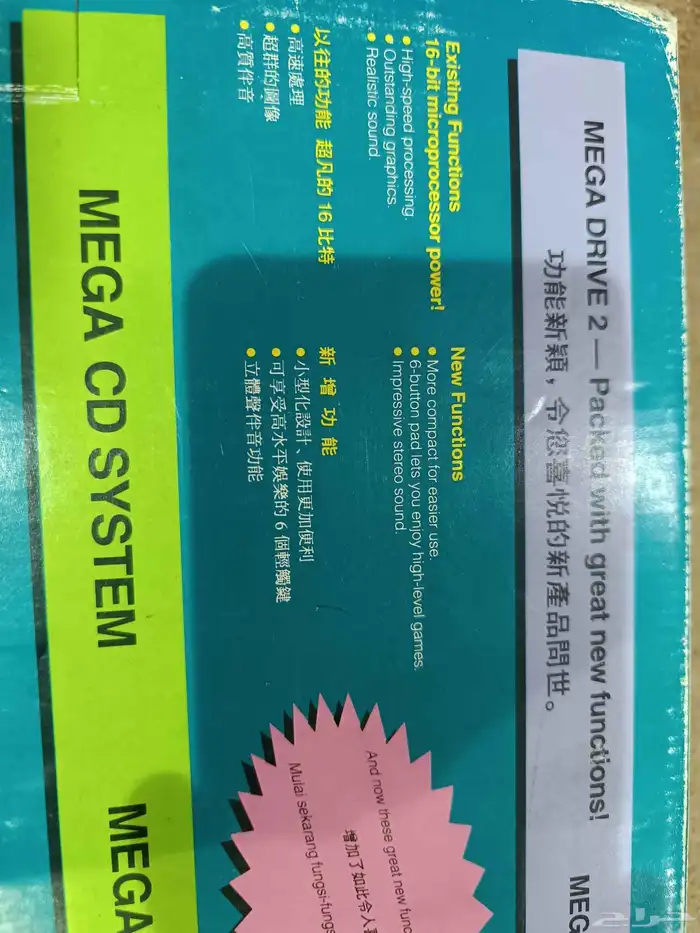 MEGA DRIVE 2 — Packed with great new functions!
功能新穎，令您喜悅的新產品問世。
MEG
Existing Functions
16-bit microprocessor power!
• High-speed processing.
• Outstanding graphics.
• Realistic sound.
以往的功能 超凡的 16 比特
• 高速處理
• 超群的圖像
• 高質伴音
New Functions
• More compact for easier use.
• 6-button pad lets you enjoy high-level games.
• Impressive stereo sound.
新增功能
• 小型化設計、使用更加便利
• 可享受高水平娛樂的 6 個輕觸鍵
• 立體聲伴音功能
And now these great new func
增加了如此令人
Mulai sekarang fungsi-fungs
MEGA CD SYSTEM
MEGA
حراج